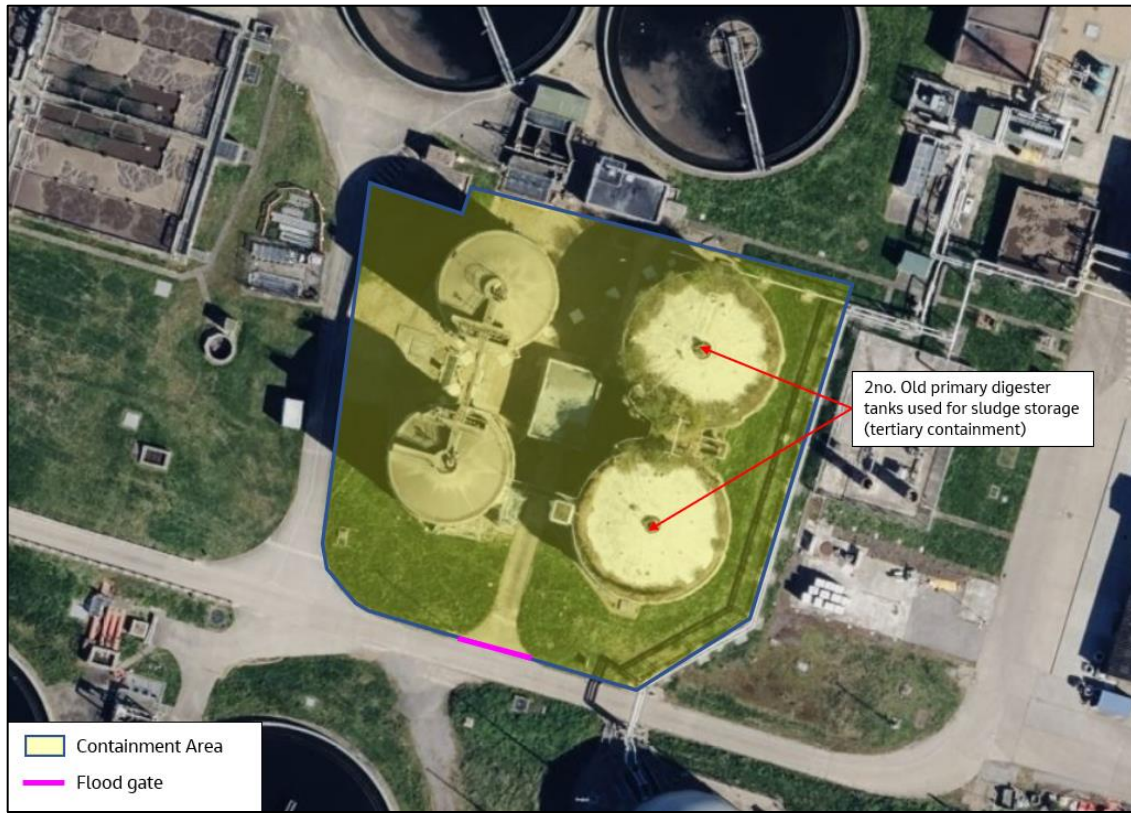 2no. Old primary digester
tanks used for sludge storage
(tertiary containment)
Containment Area
Flood gate